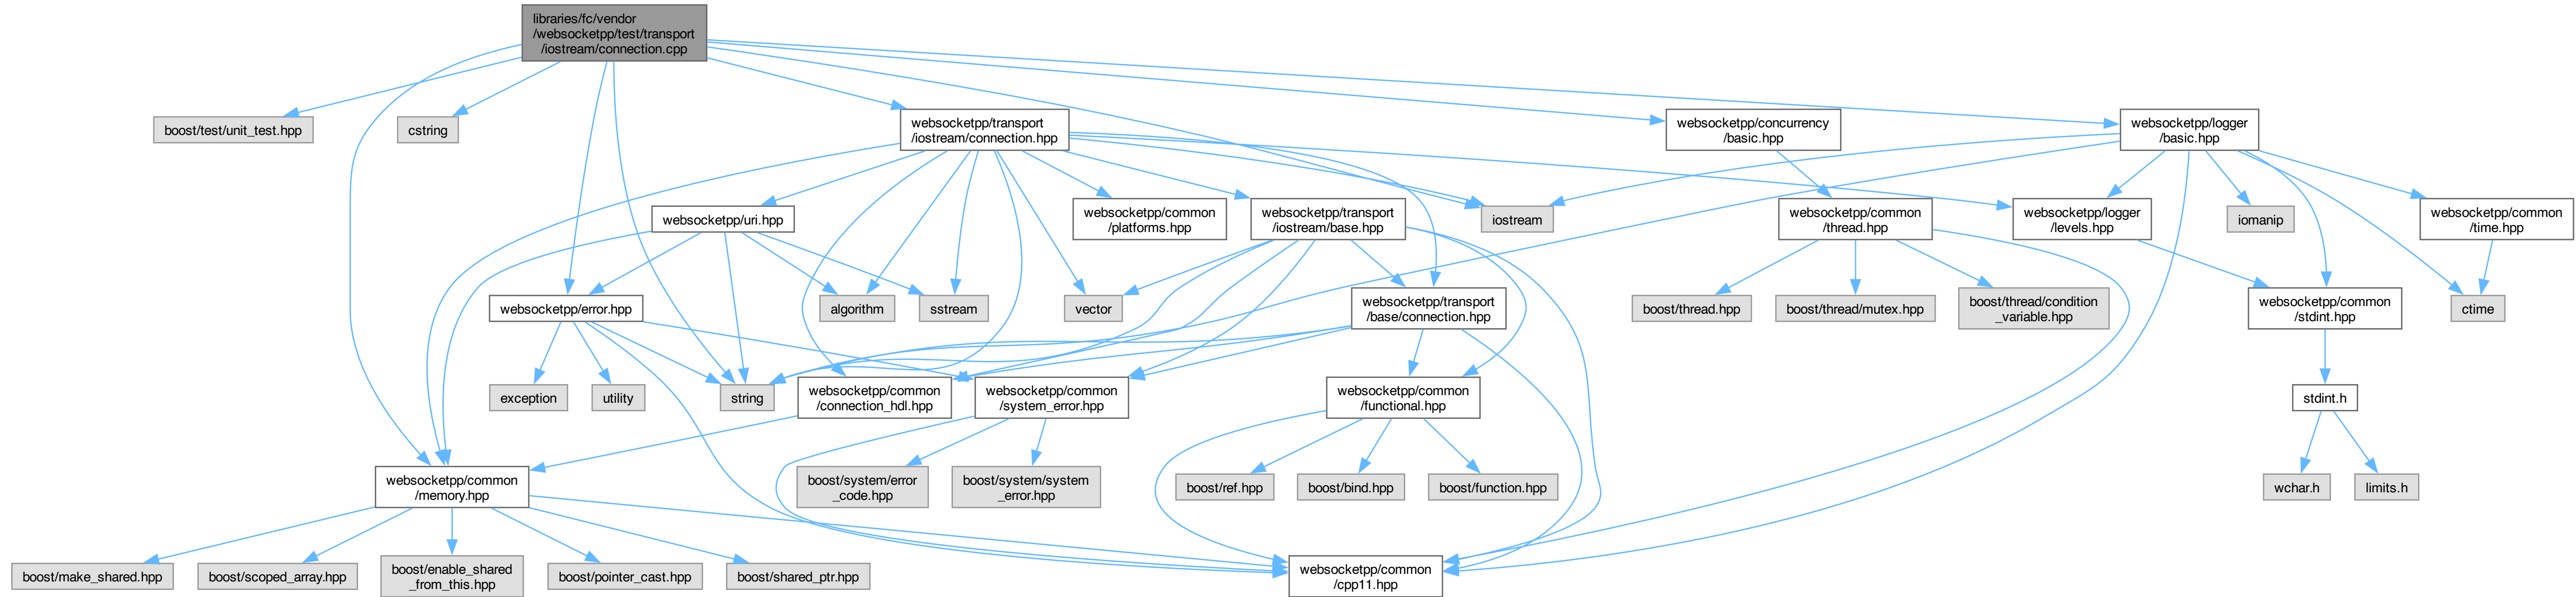 libraries/fc/vendor
/websocketpp/test/transport
/iostream/connection.cpp
boost/test/unit_test.hpp
cstring
websocketpp/transport
/iostream/connection.hpp
websocketpp/concurrency
/basic.hpp
websocketpp/logger
/basic.hpp
websocketpp/uri.hpp
websocketpp/common
/platforms.hpp
websocketpp/transport
/iostream/base.hpp
iostream
websocketpp/common
/thread.hpp
websocketpp/logger
/levels.hpp
iomanip
websocketpp/common
/time.hpp
websocketpp/error.hpp
algorithm
sstream
vector
websocketpp/transport
/base/connection.hpp
boost/thread.hpp
boost/thread/mutex.hpp
boost/thread/condition
_variable.hpp
websocketpp/common
/stdint.hpp
ctime
exception
utility
string
websocketpp/common
/connection_hdl.hpp
websocketpp/common
/system_error.hpp
websocketpp/common
/functional.hpp
stdint.h
websocketpp/common
/memory.hpp
boost/system/error
_code.hpp
boost/system/system
_error.hpp
boost/ref.hpp
boost/bind.hpp
boost/function.hpp
wchar.h
limits.h
boost/make_shared.hpp
boost/scoped_array.hpp
boost/enable_shared
_from_this.hpp
boost/pointer_cast.hpp
boost/shared_ptr.hpp
websocketpp/common
/cpp11.hpp